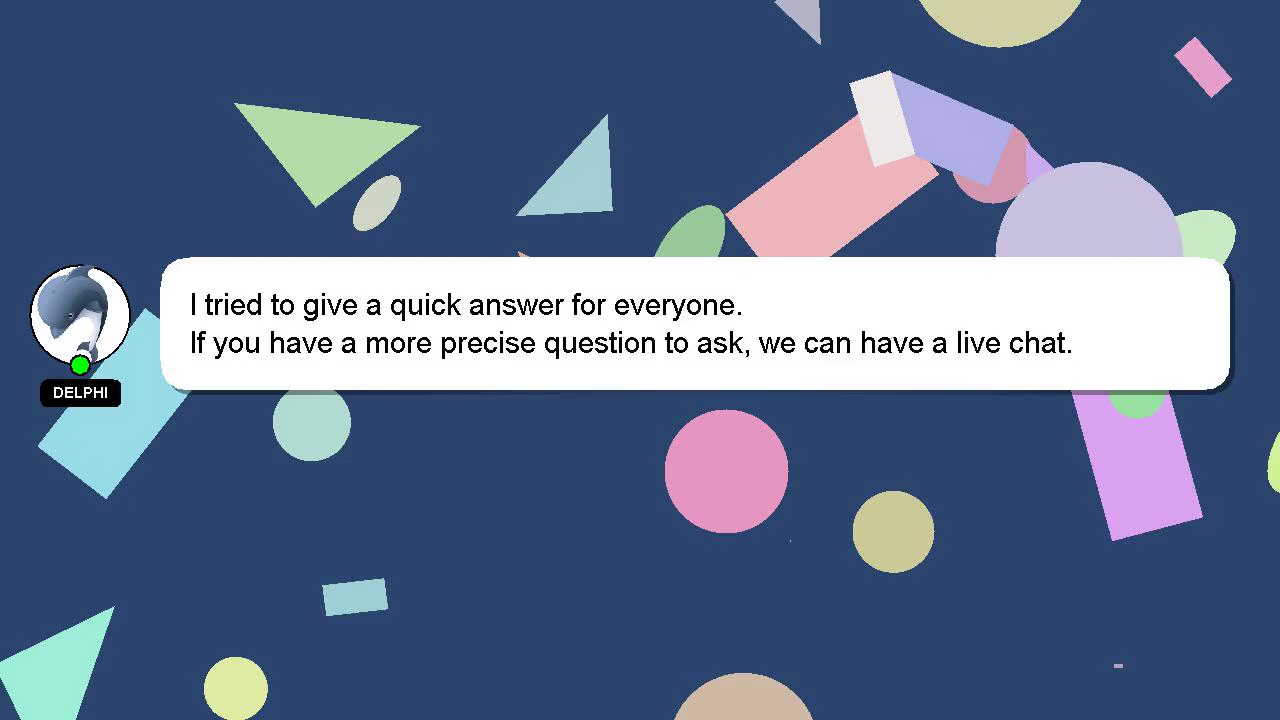 I tried to give a quick answer for everyone.
If you have a more precise question to ask, we can have a live chat.
DELPHI